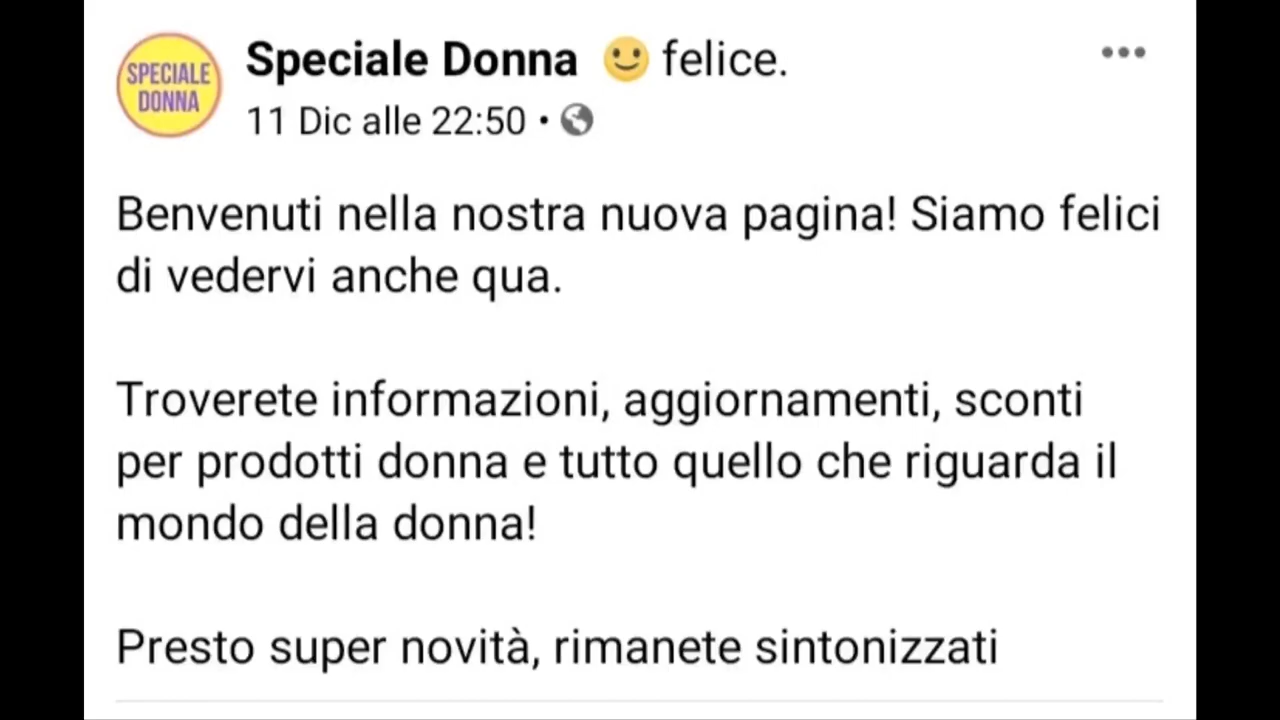 SPECIALE
DONNA
Speciale Donna 🙂 felice.
11 Dic alle 22:50 •
Benvenuti nella nostra nuova pagina! Siamo felici
di vedervi anche qua.
Troverete informazioni, aggiornamenti, sconti
per prodotti donna e tutto quello che riguarda il
mondo della donna!
Presto super novità, rimanete sintonizzati